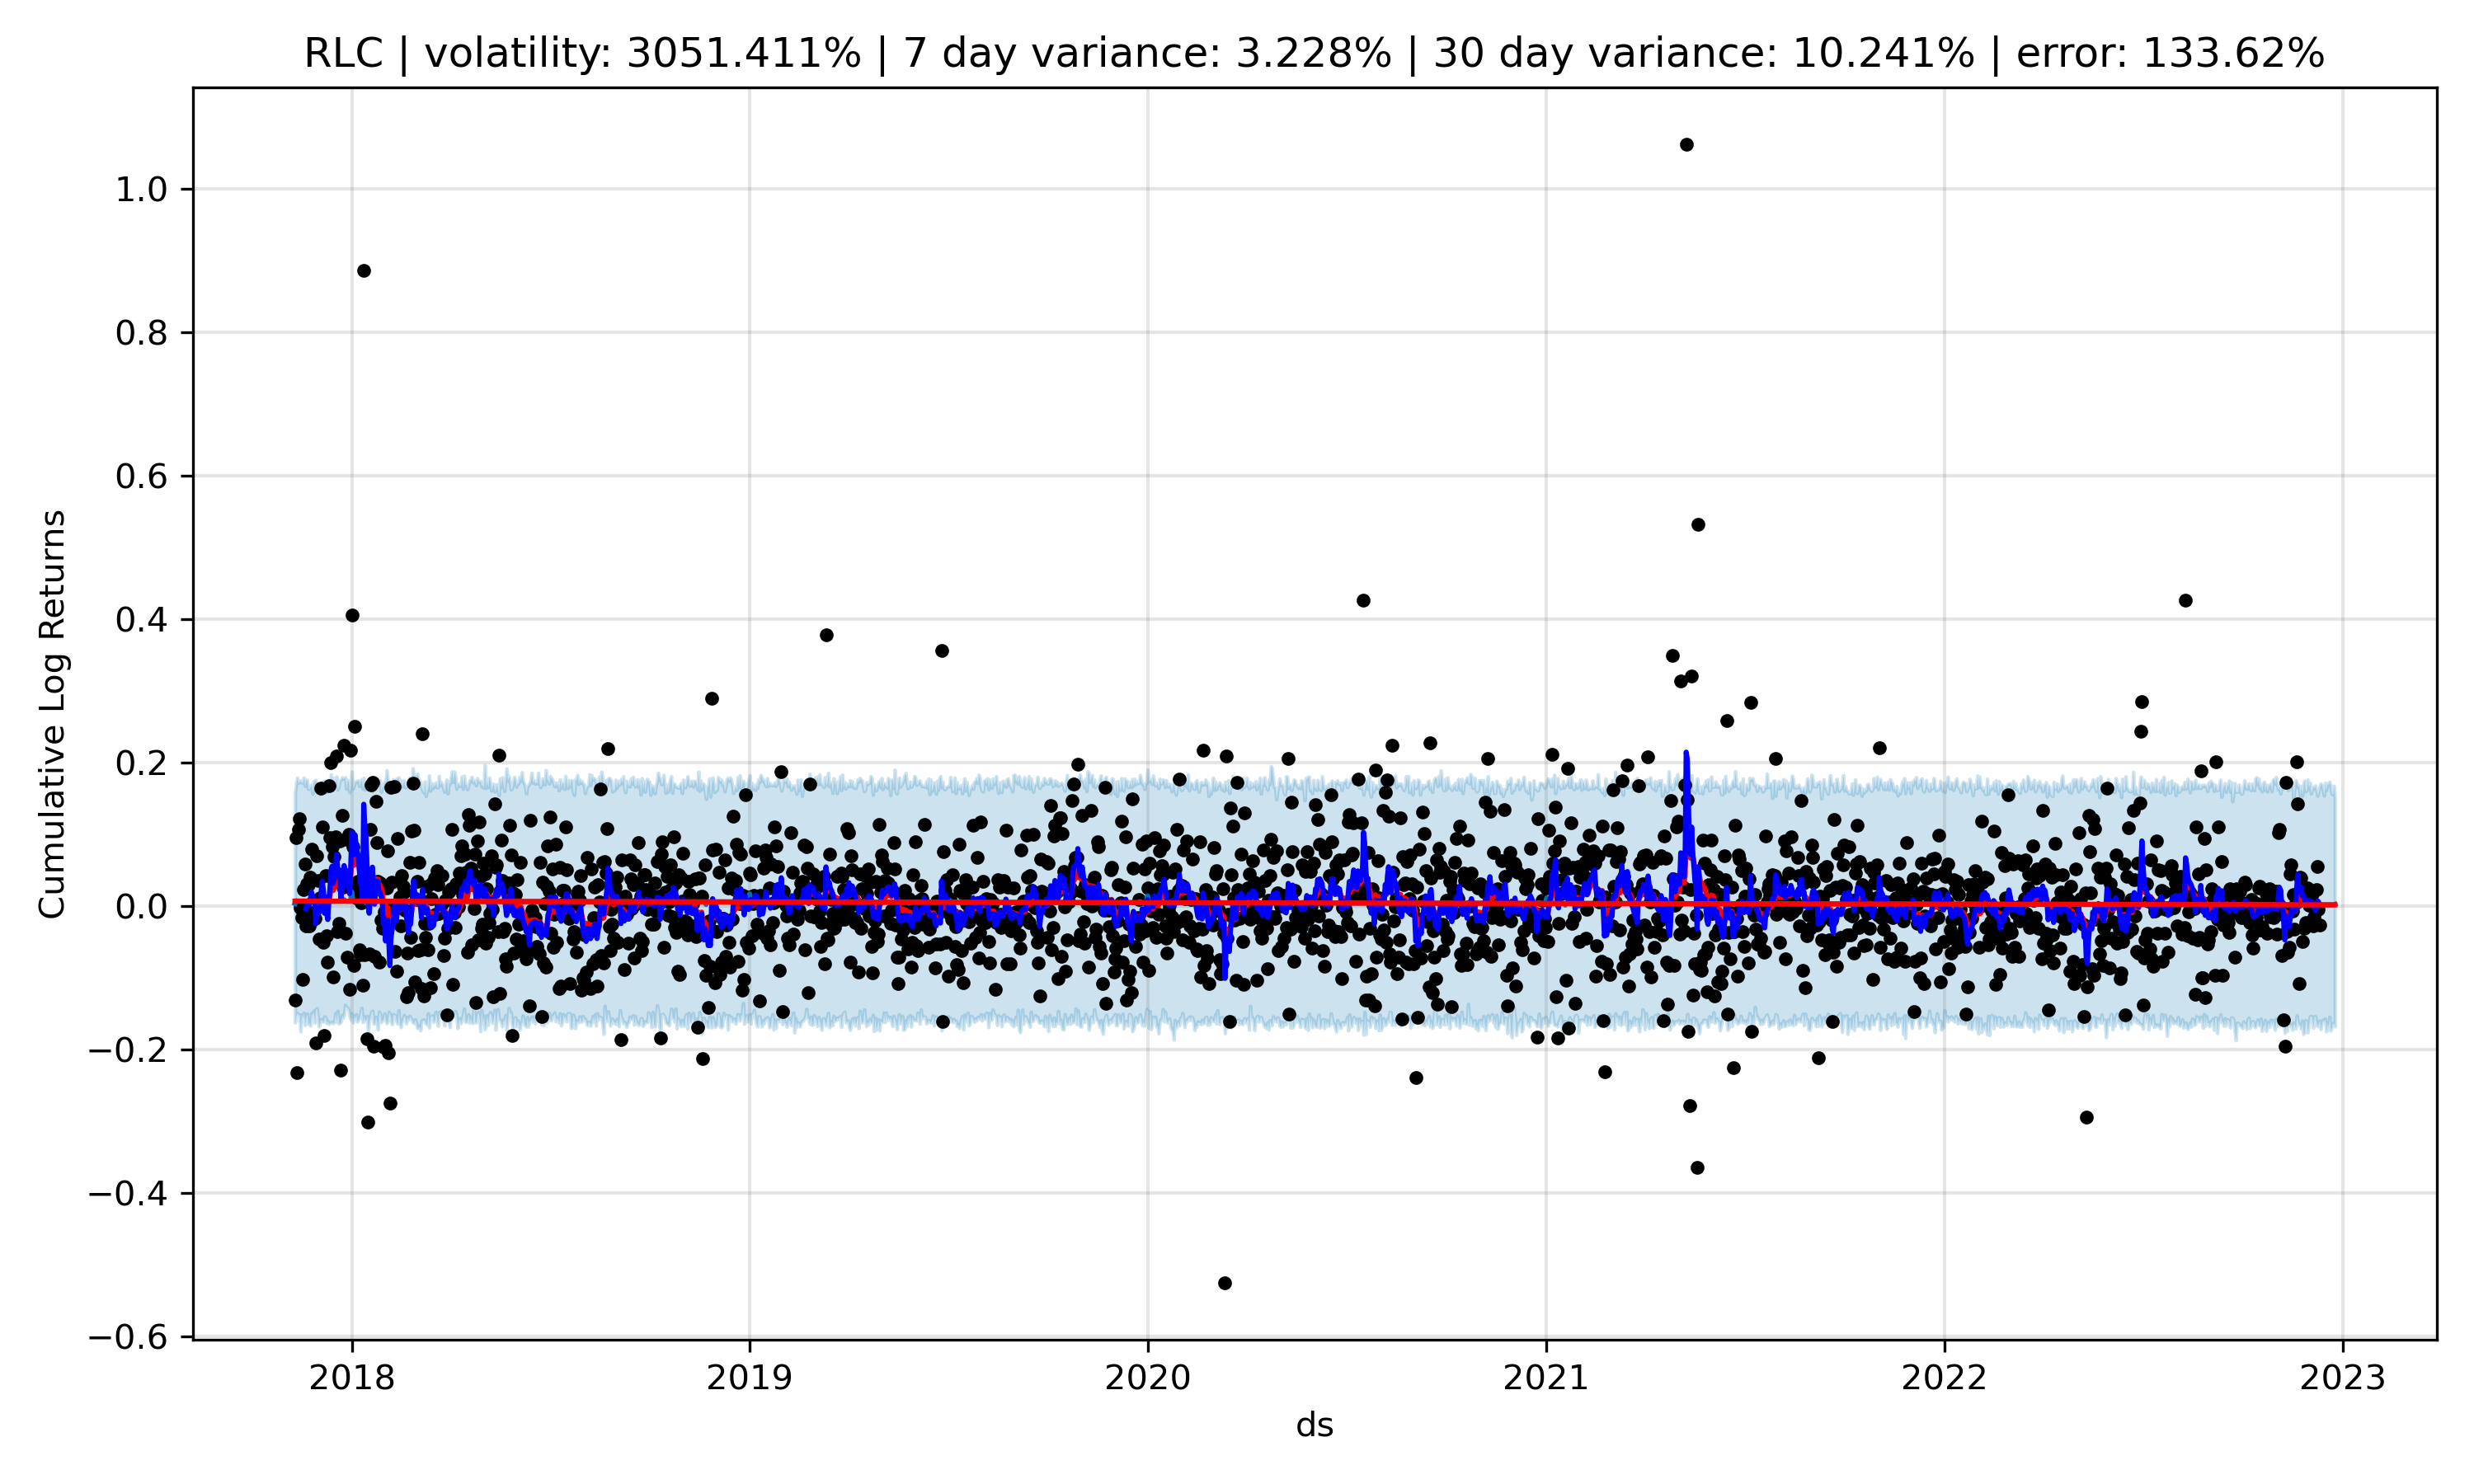 RLC | volatility: 3051.411% | 7 day variance: 3.228% | 30 day variance: 10.241% | error: 133.62%
Cumulative Log Returns
1.0
0.8
0.6
0.4
0.2
0.0
−0.2
−0.4
−0.6
2018 2019 2020 2021 2022 2023
ds